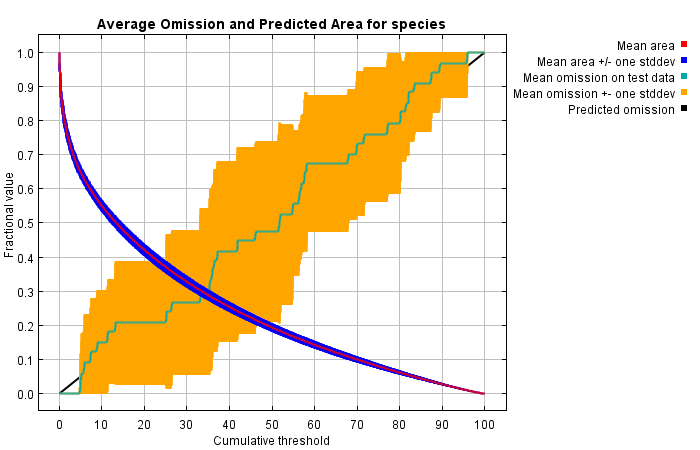 Average Omission and Predicted Area for species
Mean area
Mean area +/- one stddev
Mean omission on test data
Mean omission +- one stddev
Predicted omission
Fractional value
1.0
0.9
0.8
0.7
0.6
0.5
0.4
0.3
0.2
0.1
0.0
0 10 20 30 40 50 60 70 80 90 100
Cumulative threshold